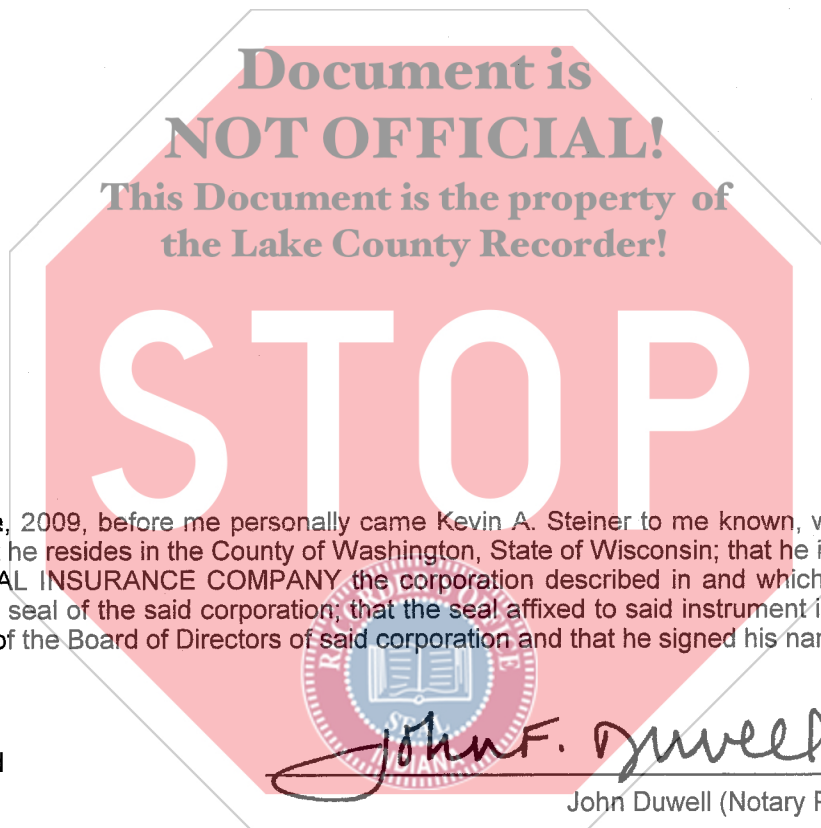 Document is
NOT OFFICIAL!
This Document is the property of
the Lake County Recorder!
STOP
, 2009, before me personally came Kevin A. Steiner to me known,
he resides in the County of Washington, State of Wisconsin; that he
AL INSURANCE COMPANY the corporation described in and which
seal of the said corporation; that the seal affixed to said instrument
of the Board of Directors of said corporation and that he signed his
RECORDER'S OFFICE
SEAL
INDIANA
John F. Duwell
John Duwell (Notary